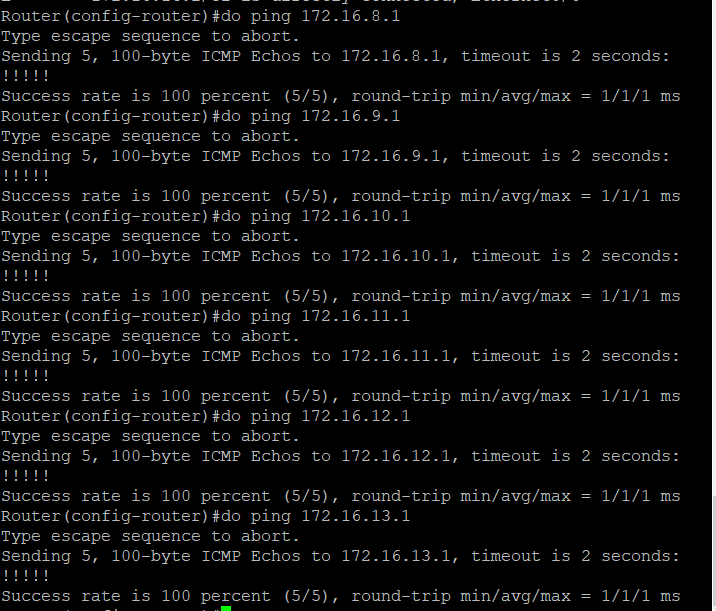 Router(config-router)#do ping 172.16.8.1
Type escape sequence to abort.
Sending 5, 100-byte ICMP Echos to 172.16.8.1, timeout is 2 seconds:
!!!!!
Success rate is 100 percent (5/5), round-trip min/avg/max = 1/1/1 ms
Router(config-router)#do ping 172.16.9.1
Type escape sequence to abort.
Sending 5, 100-byte ICMP Echos to 172.16.9.1, timeout is 2 seconds:
!!!!!
Success rate is 100 percent (5/5), round-trip min/avg/max = 1/1/1 ms
Router(config-router)#do ping 172.16.10.1
Type escape sequence to abort.
Sending 5, 100-byte ICMP Echos to 172.16.10.1, timeout is 2 seconds:
!!!!!
Success rate is 100 percent (5/5), round-trip min/avg/max = 1/1/1 ms
Router(config-router)#do ping 172.16.11.1
Type escape sequence to abort.
Sending 5, 100-byte ICMP Echos to 172.16.11.1, timeout is 2 seconds:
!!!!!
Success rate is 100 percent (5/5), round-trip min/avg/max = 1/1/1 ms
Router(config-router)#do ping 172.16.12.1
Type escape sequence to abort.
Sending 5, 100-byte ICMP Echos to 172.16.12.1, timeout is 2 seconds:
!!!!!
Success rate is 100 percent (5/5), round-trip min/avg/max = 1/1/1 ms
Router(config-router)#do ping 172.16.13.1
Type escape sequence to abort.
Sending 5, 100-byte ICMP Echos to 172.16.13.1, timeout is 2 seconds:
!!!!!
Success rate is 100 percent (5/5), round-trip min/avg/max = 1/1/1 ms